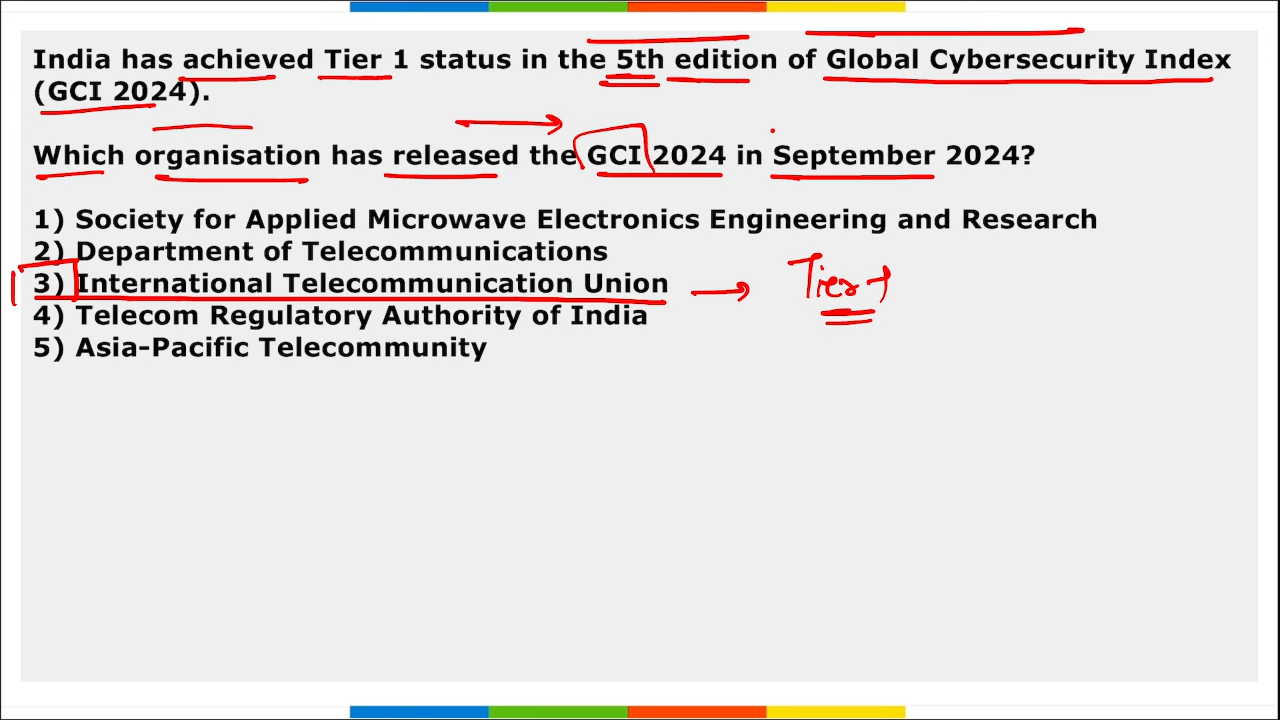 India has achieved Tier 1 status in the 5th edition of Global Cybersecurity Index
(GCI 2024).
Which organisation has released the GCI 2024 in September 2024?
1) Society for Applied Microwave Electronics Engineering and Research
2) Department of Telecommunications
3) International Telecommunication Union
Tier 1
4) Telecom Regulatory Authority of India
5) Asia-Pacific Telecommunity